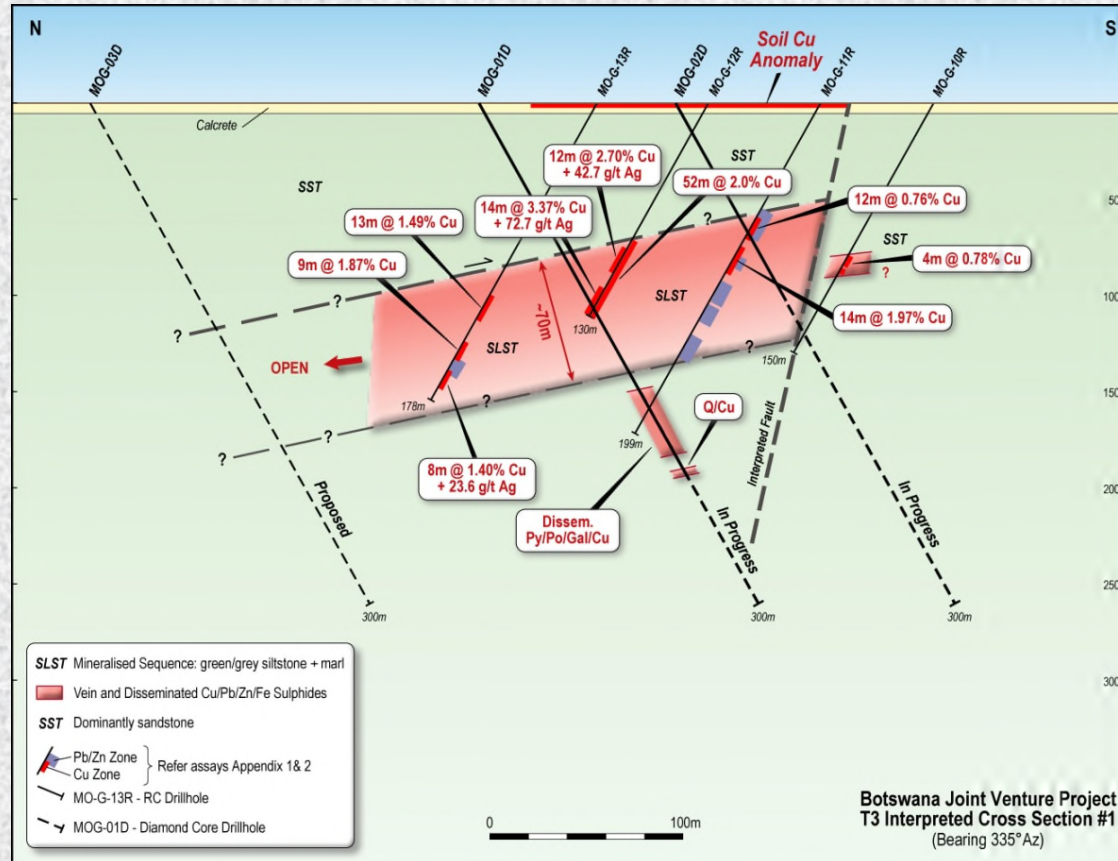 N
S
MOG-03D
MOG-01D
MO-G-13R
MOG-02D
MO-G-12R
Soil Cu
Anomaly
MO-G-11R
MO-G-10R
Calcrete
SST
12m @ 2.70% Cu
+ 42.7 g/t Ag
SST
14m @ 3.37% Cu
+ 72.7 g/t Ag
52m @ 2.0% Cu
12m @ 0.76% Cu
50
13m @ 1.49% Cu
?
SST
9m @ 1.87% Cu
4m @ 0.78% Cu
?
?
~70m
SLST
100
?
130m
14m @ 1.97% Cu
SLST
?
OPEN
150m
150
178m
?
Q/Cu
?
199m
?
8m @ 1.40% Cu
+ 23.6 g/t Ag
Interpreted Fault
200
Proposed
Dissem.
Py/Po/Gal/Cu
In Progress
In Progress
250
300m
300m
300m
300
SLST Mineralised Sequence: green/grey siltstone + marl
Vein and Disseminated Cu/Pb/Zn/Fe Sulphides
SST Dominantly sandstone
Pb/Zn Zone
Cu Zone
Refer assays Appendix 1& 2
MO-G-13R - RC Drillhole
MOG-01D - Diamond Core Drillhole
0
100m
Botswana Joint Venture Project
T3 Interpreted Cross Section #1
(Bearing 335°Az)